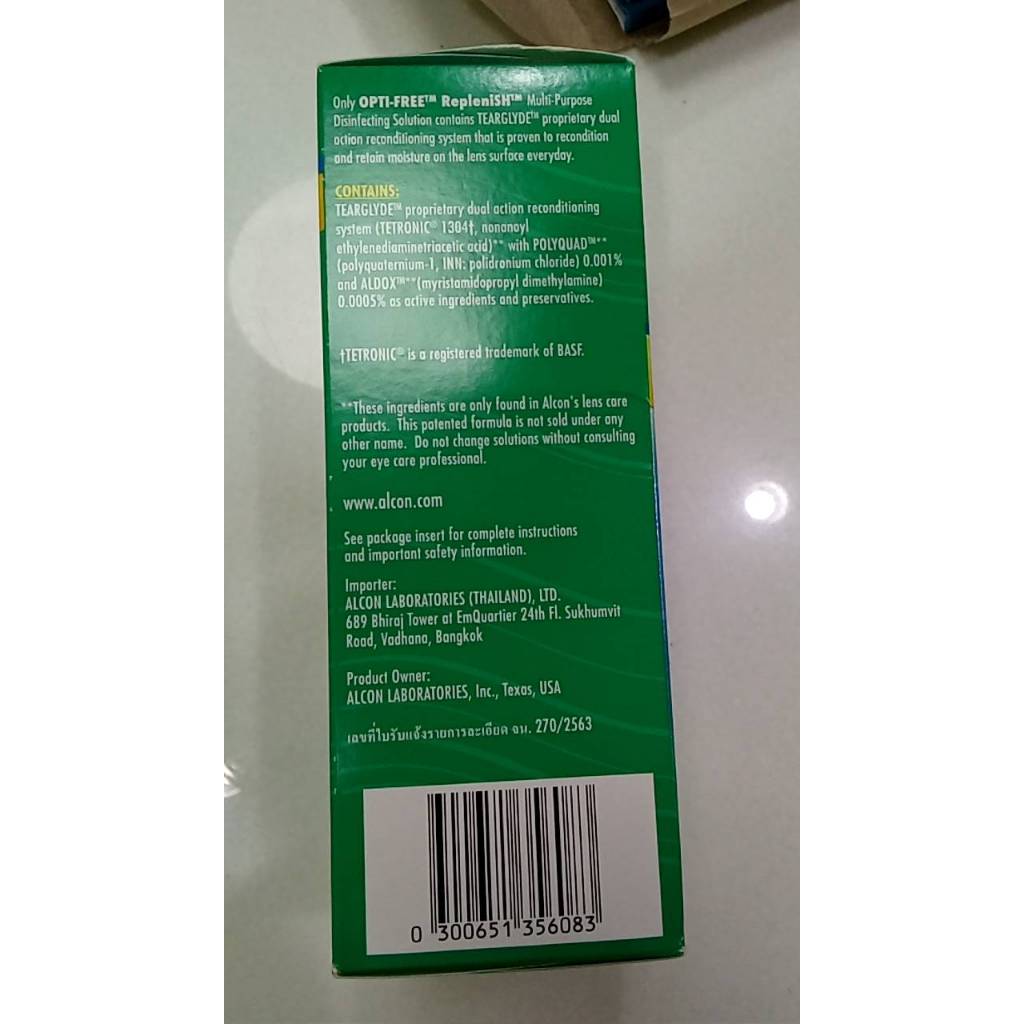 Only OPTI-FREE™ RepleniSH™ Multi-Purpose
Disinfecting Solution contains TEARGLYDE™ proprietary dual
action reconditioning system that is proven to recondition
and retain moisture on the lens surface everyday.
CONTAINS:
TEARGLYDE™ proprietary dual action reconditioning
system (TETRONIC® 1304†, nonanoyl
ethylenediaminetriacetic acid)** with POLYQUAD™**
(polyquaternium-1, INN: polidronium chloride) 0.001%
and ALDOX™**(myristamidopropyl dimethylamine)
0.0005% as active ingredients and preservatives.
†TETRONIC® is a registered trademark of BASF.
**These ingredients are only found in Alcon's lens care
products. This patented formula is not sold under any
other name. Do not change solutions without consulting
your eye care professional.
www.alcon.com
See package insert for complete instructions
and important safety information.
Importer:
ALCON LABORATORIES (THAILAND), LTD.
689 Bhiraj Tower at EmQuartier 24th Fl. Sukhumvit
Road, Vadhana, Bangkok
Product Owner:
ALCON LABORATORIES, Inc., Texas, USA
เลขที่ใบรับแจ้งรายการละเอียด จน. 270/2563
0 300651 356083